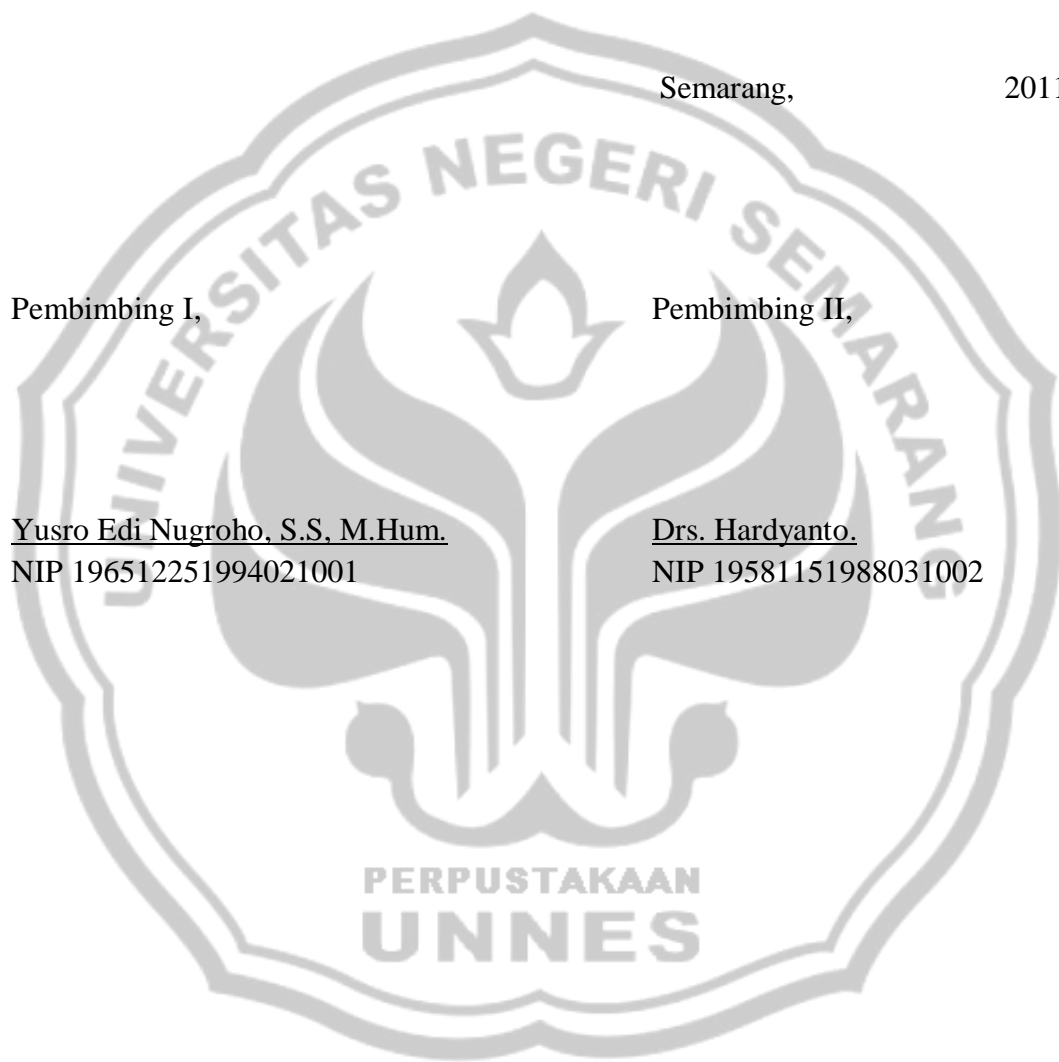 Semarang, 2011
UNIVERSITAS NEGERI SEMARANG
Pembimbing I, Pembimbing II,
Yusro Edi Nugroho, S.S, M.Hum. Drs. Hardyanto.
NIP 196512251994021001 NIP 19581151988031002
PERPUSTAKAAN
UNNES